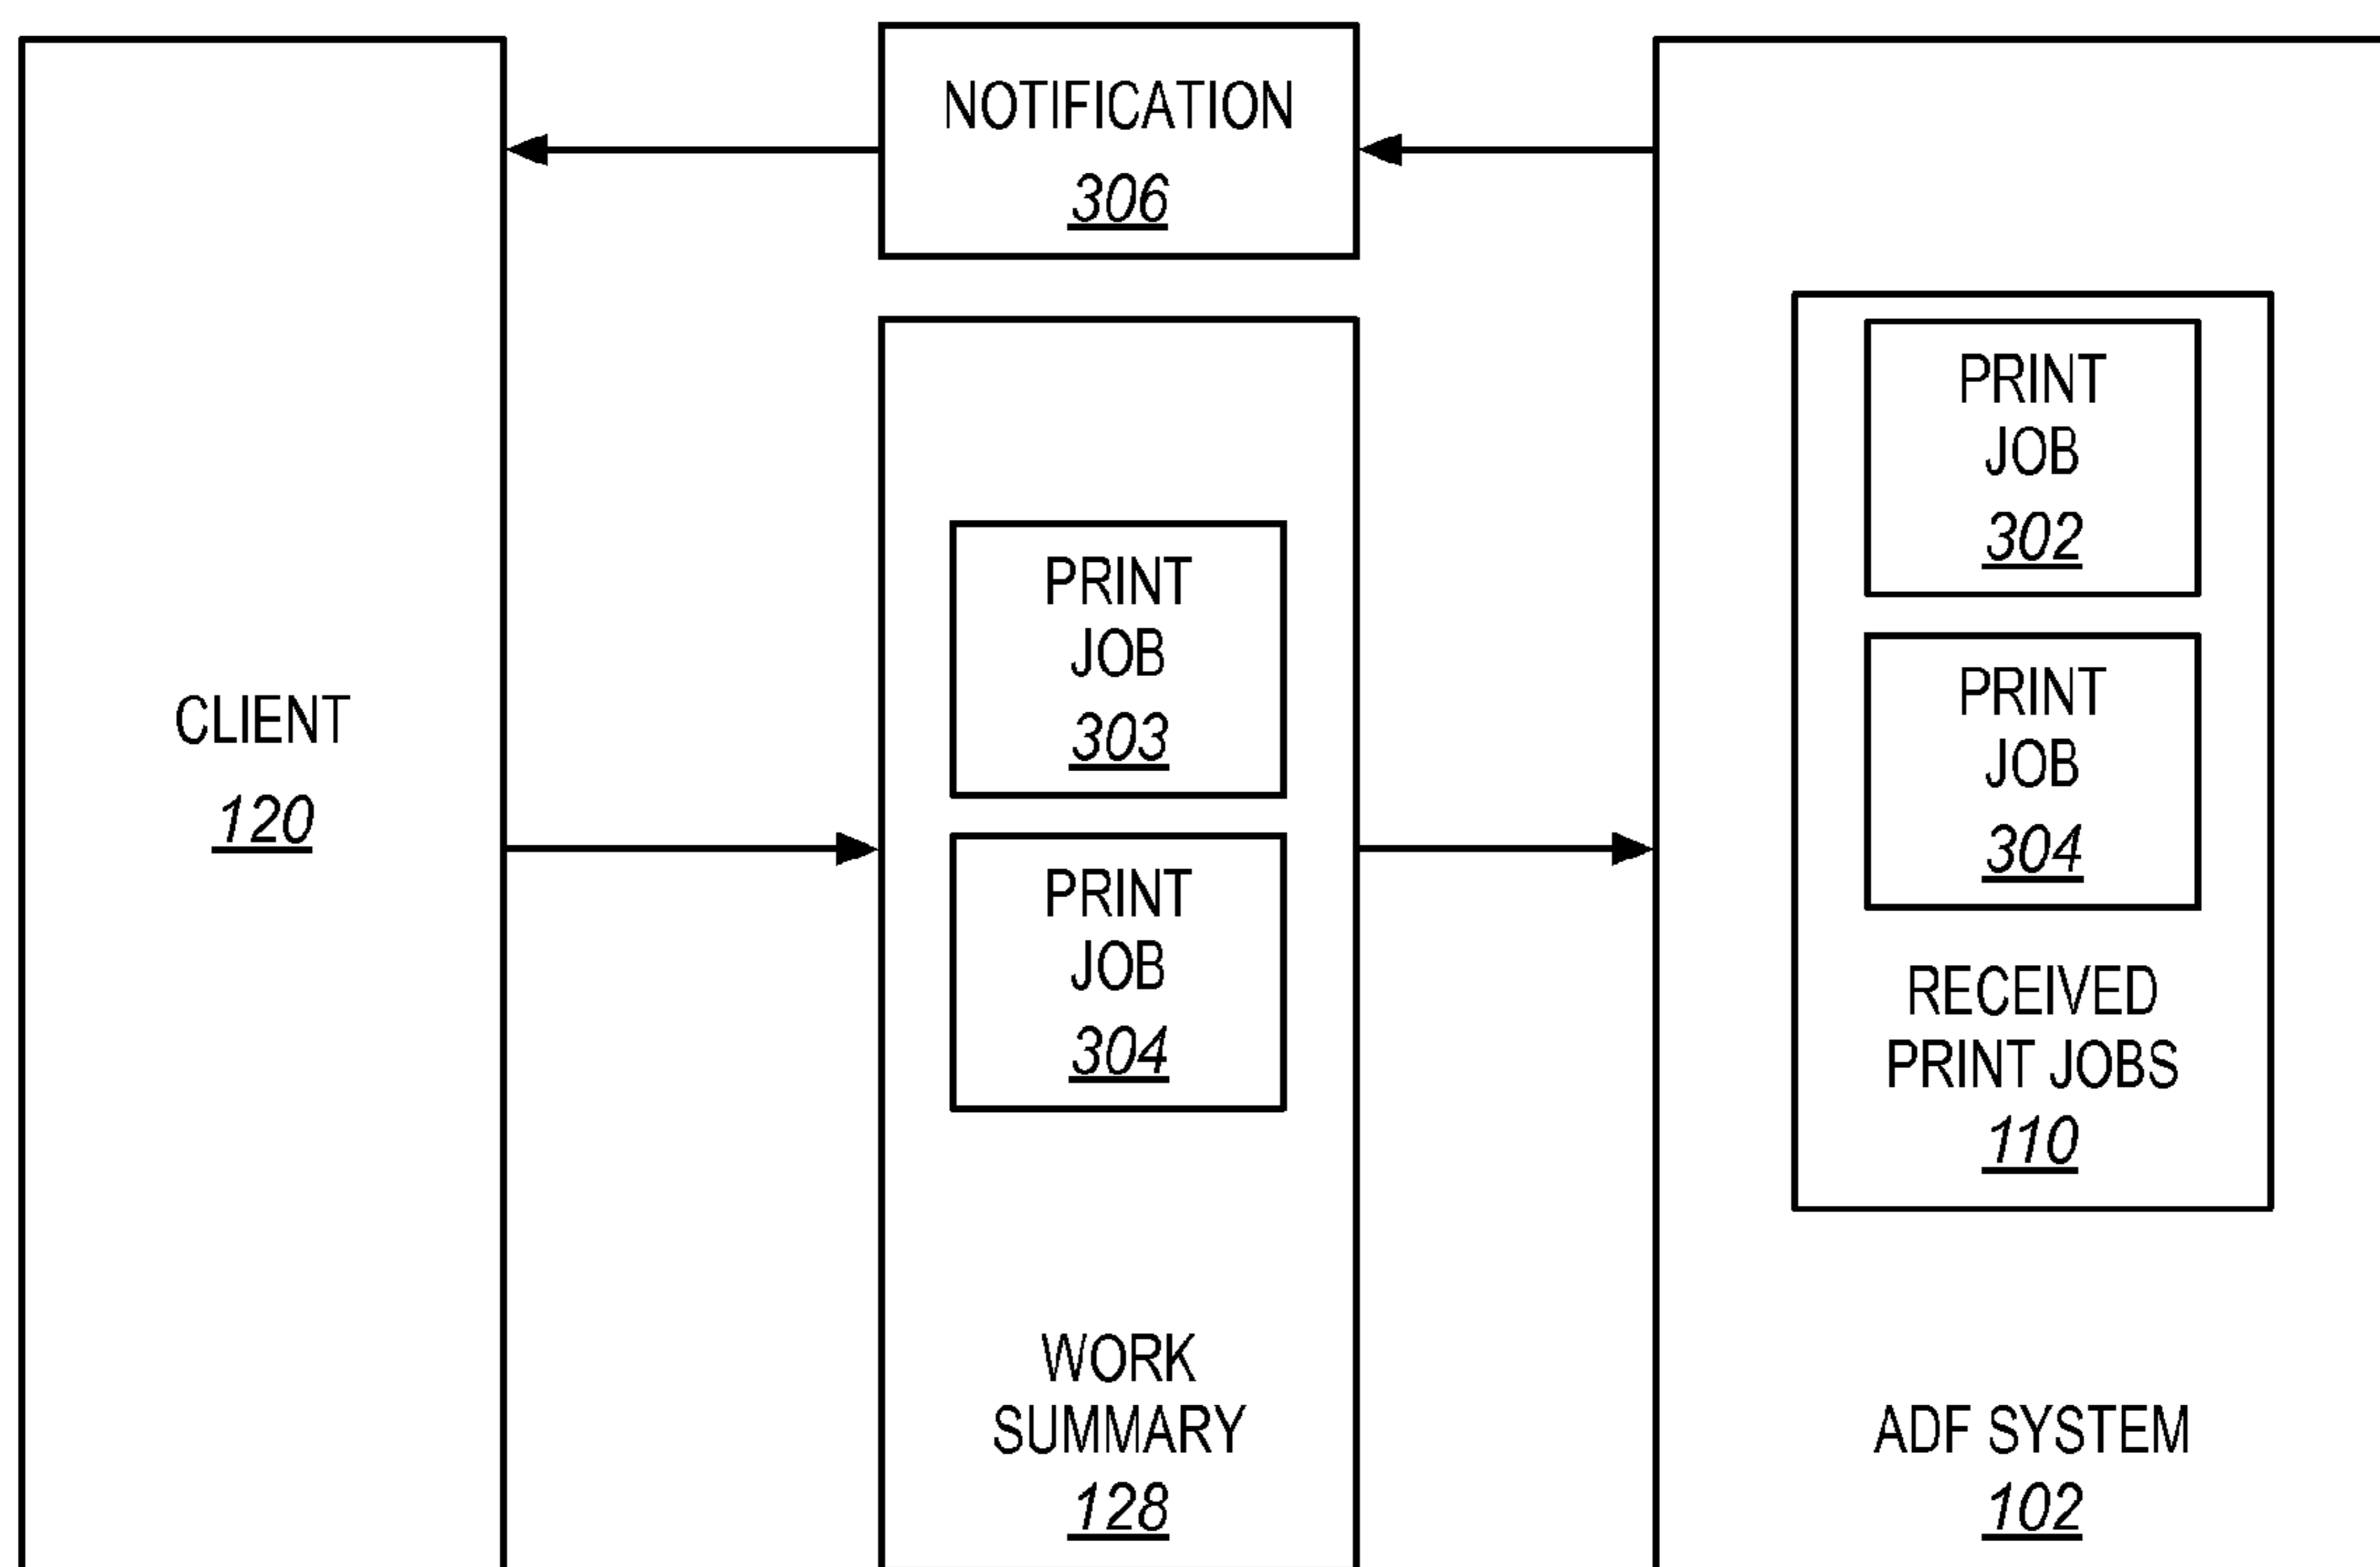 NOTIFICATION
306
CLIENT
120
PRINT
JOB
303
PRINT
JOB
304
WORK
SUMMARY
128
PRINT
JOB
302
PRINT
JOB
304
RECEIVED
PRINT JOBS
110
ADF SYSTEM
102